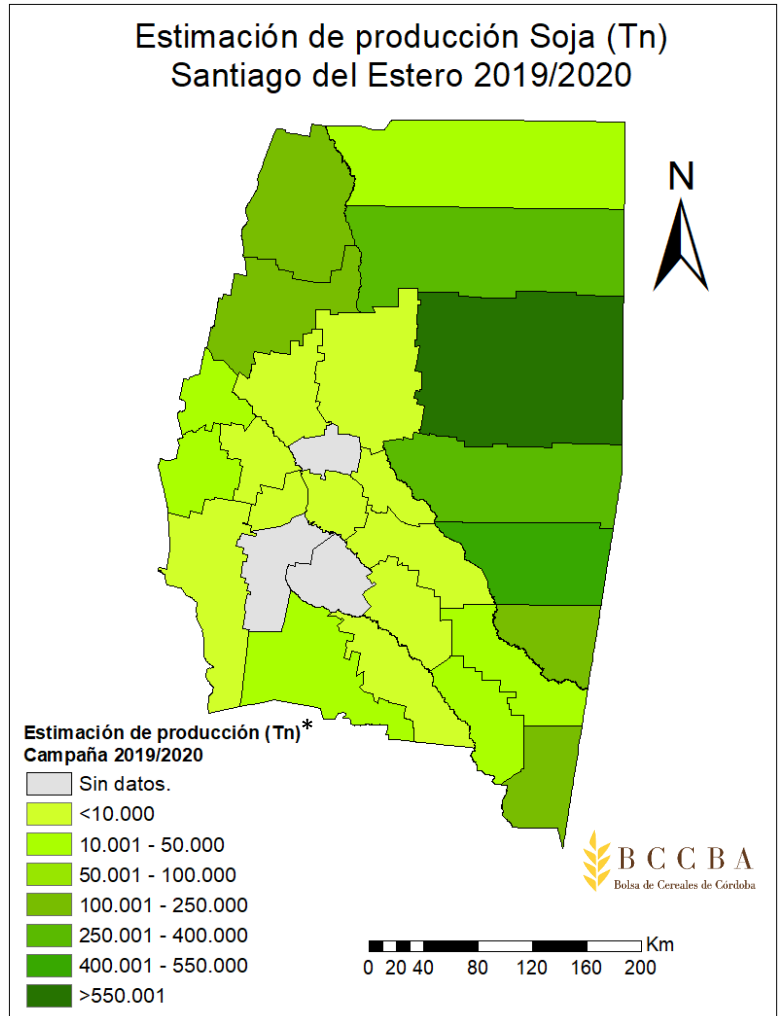 Estimación de producción Soja (Tn)
Santiago del Estero 2019/2020
N
Estimación de producción (Tn)*
Campaña 2019/2020
Sin datos.
<10.000
10.001 - 50.000
50.001 - 100.000
100.001 - 250.000
250.001 - 400.000
400.001 - 550.000
>550.001
BCCBA
Bolsa de Cereales de Córdoba
Km
0 20 40 80 120 160 200